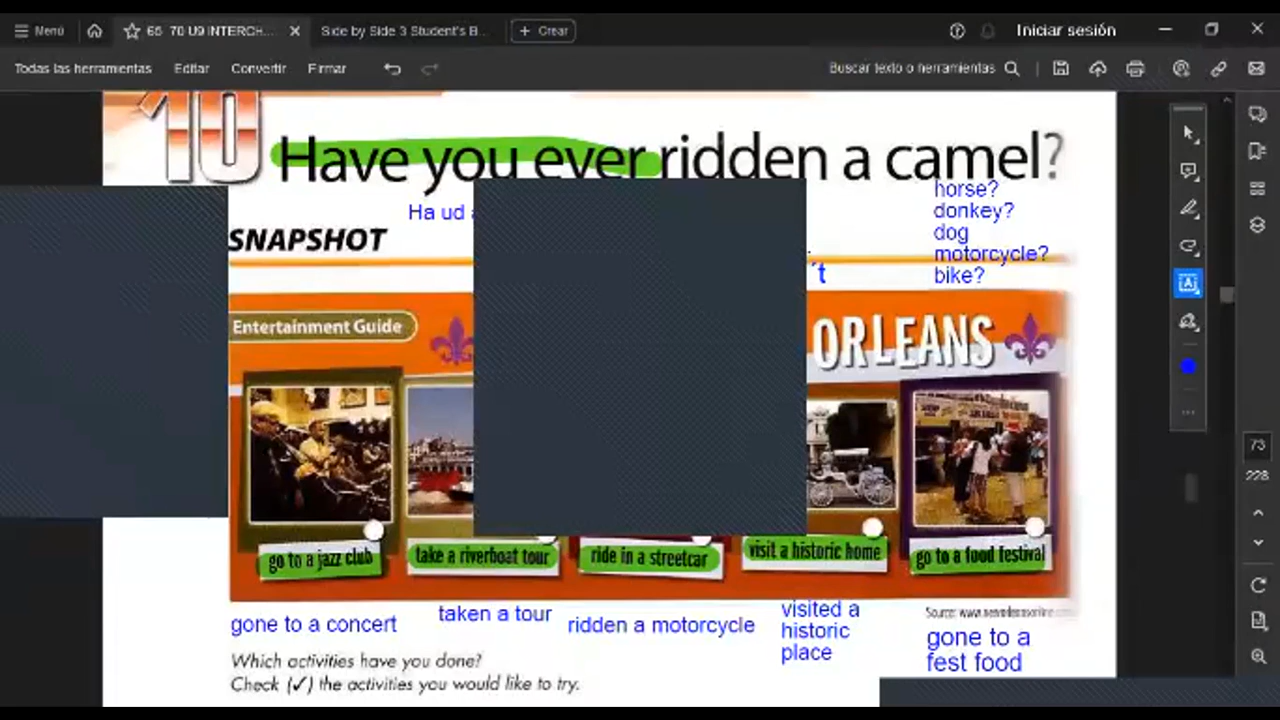 Menú
65_70 U9 INTERCH...
Side by Side 3 Student's B...
+ Crear
Iniciar sesión
Todas las herramientas
Editar
Convertir
Firmar
Buscar texto o herramientas
10
Have you ever ridden a camel?
horse?
donkey?
dog
motorcycle?
bike?
Ha ud
´t
SNAPSHOT
Entertainment Guide
ORLEANS
go to a jazz club
take a riverboat tour
ride in a streetcar
visit a historic home
go to a food festival
gone to a concert
taken a tour
ridden a motorcycle
visited a
historic
place
Source:
gone to a
fest food
Which activities have you done?
Check (✓) the activities you would like to try.
73
228